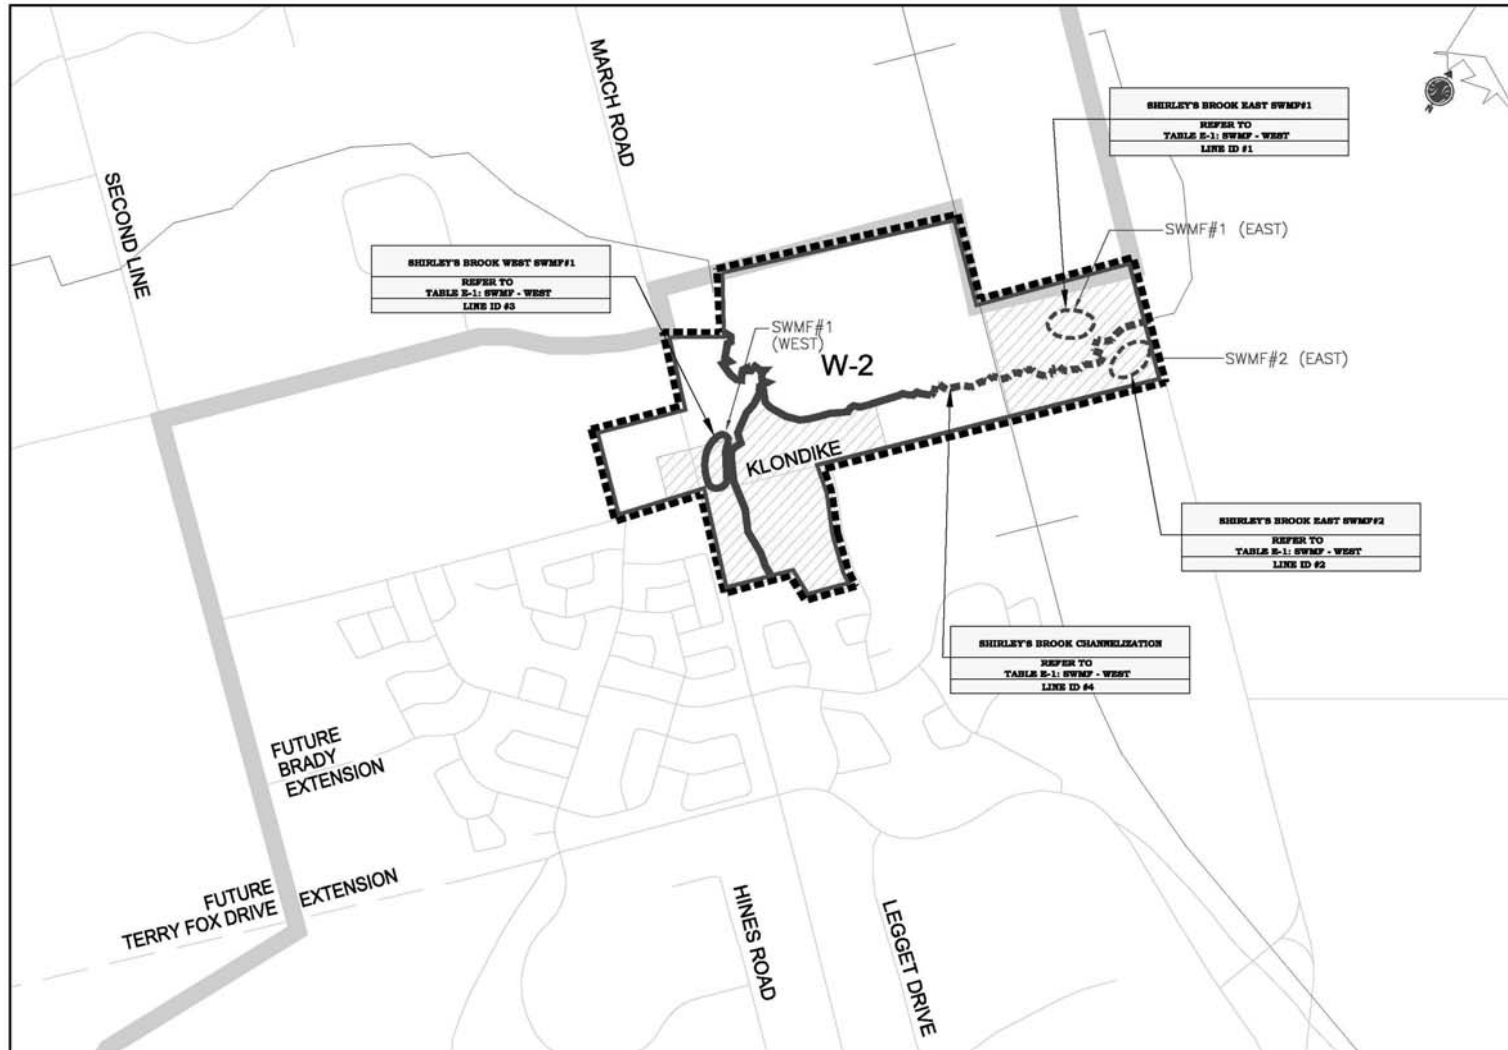 MARCH ROAD
SECOND LINE
SHIRLEY'S BROOK EAST SWMF#1
REFER TO
TABLE E-1: SWMF - WEST
LINE ID #1
SWMF#1 (EAST)
SHIRLEY'S BROOK WEST SWMF#1
REFER TO
TABLE E-1: SWMF - WEST
LINE ID #3
SWMF#1
(WEST)
W-2
SWMF#2 (EAST)
KLONDIKE
SHIRLEY'S BROOK EAST SWMF#2
REFER TO
TABLE E-1: SWMF - WEST
LINE ID #2
SHIRLEY'S BROOK CHANNELIZATION
REFER TO
TABLE E-1: SWMF - WEST
LINE ID #4
FUTURE
BRADY
EXTENSION
FUTURE
TERRY FOX DRIVE EXTENSION
HINES ROAD
LEGGET DRIVE